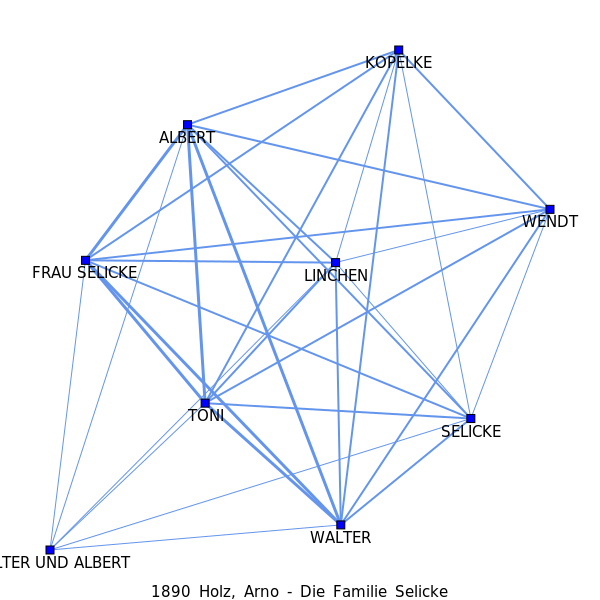 KOPELKE
ALBERT
WENDT
FRAU SELICKE
LINCHEN
TONI
SELICKE
WALTER
LTER UND ALBERT
1890 Holz, Arno - Die Familie Selicke